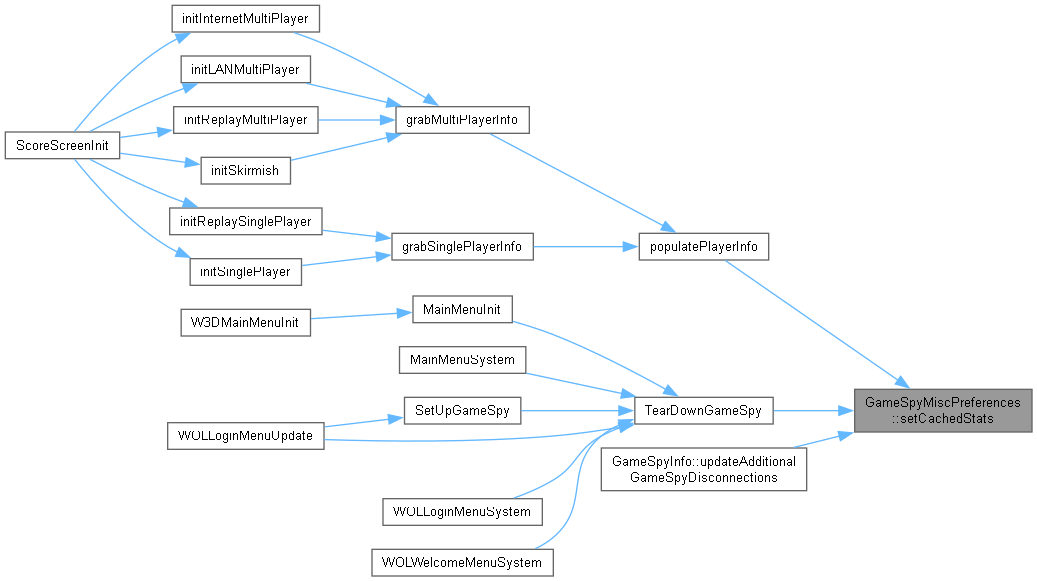 initInternetMultiPlayer
initLANMultiPlayer
initReplayMultiPlayer
grabMultiPlayerInfo
ScoreScreenInit
initSkirmish
initReplaySinglePlayer
grabSinglePlayerInfo
populatePlayerInfo
initSinglePlayer
MainMenuInit
W3DMainMenuInit
MainMenuSystem
SetUpGameSpy
TearDownGameSpy
GameSpyMiscPreferences
::setCachedStats
WOLLoginMenuUpdate
GameSpyInfo::updateAdditional
GameSpyDisconnections
WOLLoginMenuSystem
WOLWelcomeMenuSystem